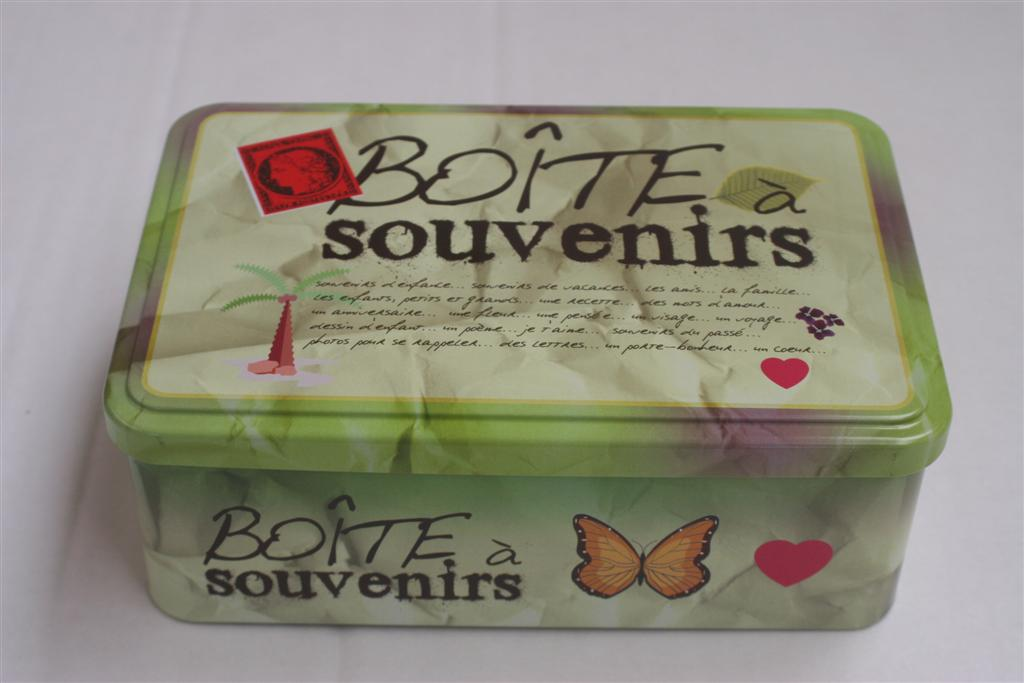 BOÎTE à
souvenirs
souvenirs d'enfance... souvenirs de vacances... les amis... la famille...
les enfants, petits et grands... une recette... des mots d'amour...
un anniversaire... une fleur... une pensée... un visage... un voyage...
dessin d'enfant... un poème... je t'aime... souvenirs du passé...
photos pour se rappeler... des lettres... un porte-bonheur... un coeur...
BOÎTE à
souvenirs